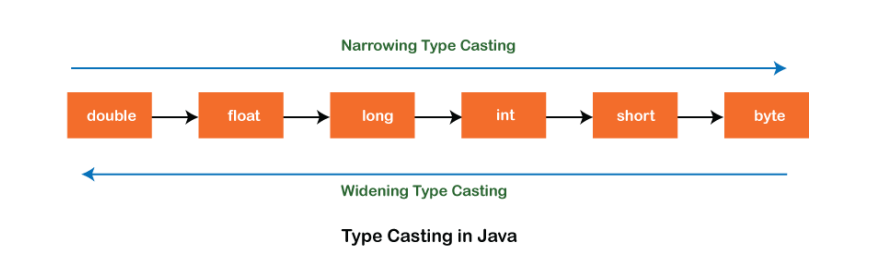 Narrowing Type Casting
double float long int short byte
Widening Type Casting
Type Casting in Java